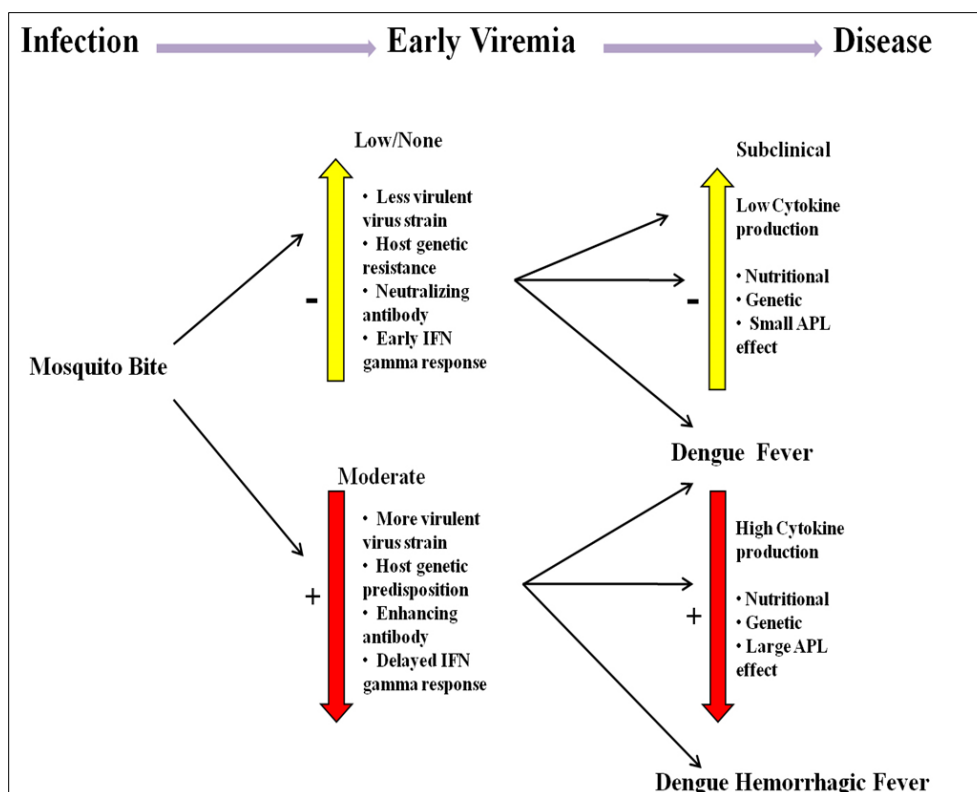 Infection
Early Viremia
Disease
Low/None
• Less virulent
virus strain
• Host genetic
resistance
• Neutralizing
antibody
• Early IFN
gamma response
-
Subclinical
Low Cytokine
production
• Nutritional
• Genetic
• Small APL
effect
-
Mosquito Bite
Dengue Fever
Moderate
• More virulent
virus strain
• Host genetic
predisposition
• Enhancing
antibody
• Delayed IFN
gamma response
+
High Cytokine
production
• Nutritional
• Genetic
• Large APL
effect
+
Dengue Hemorrhagic Fever